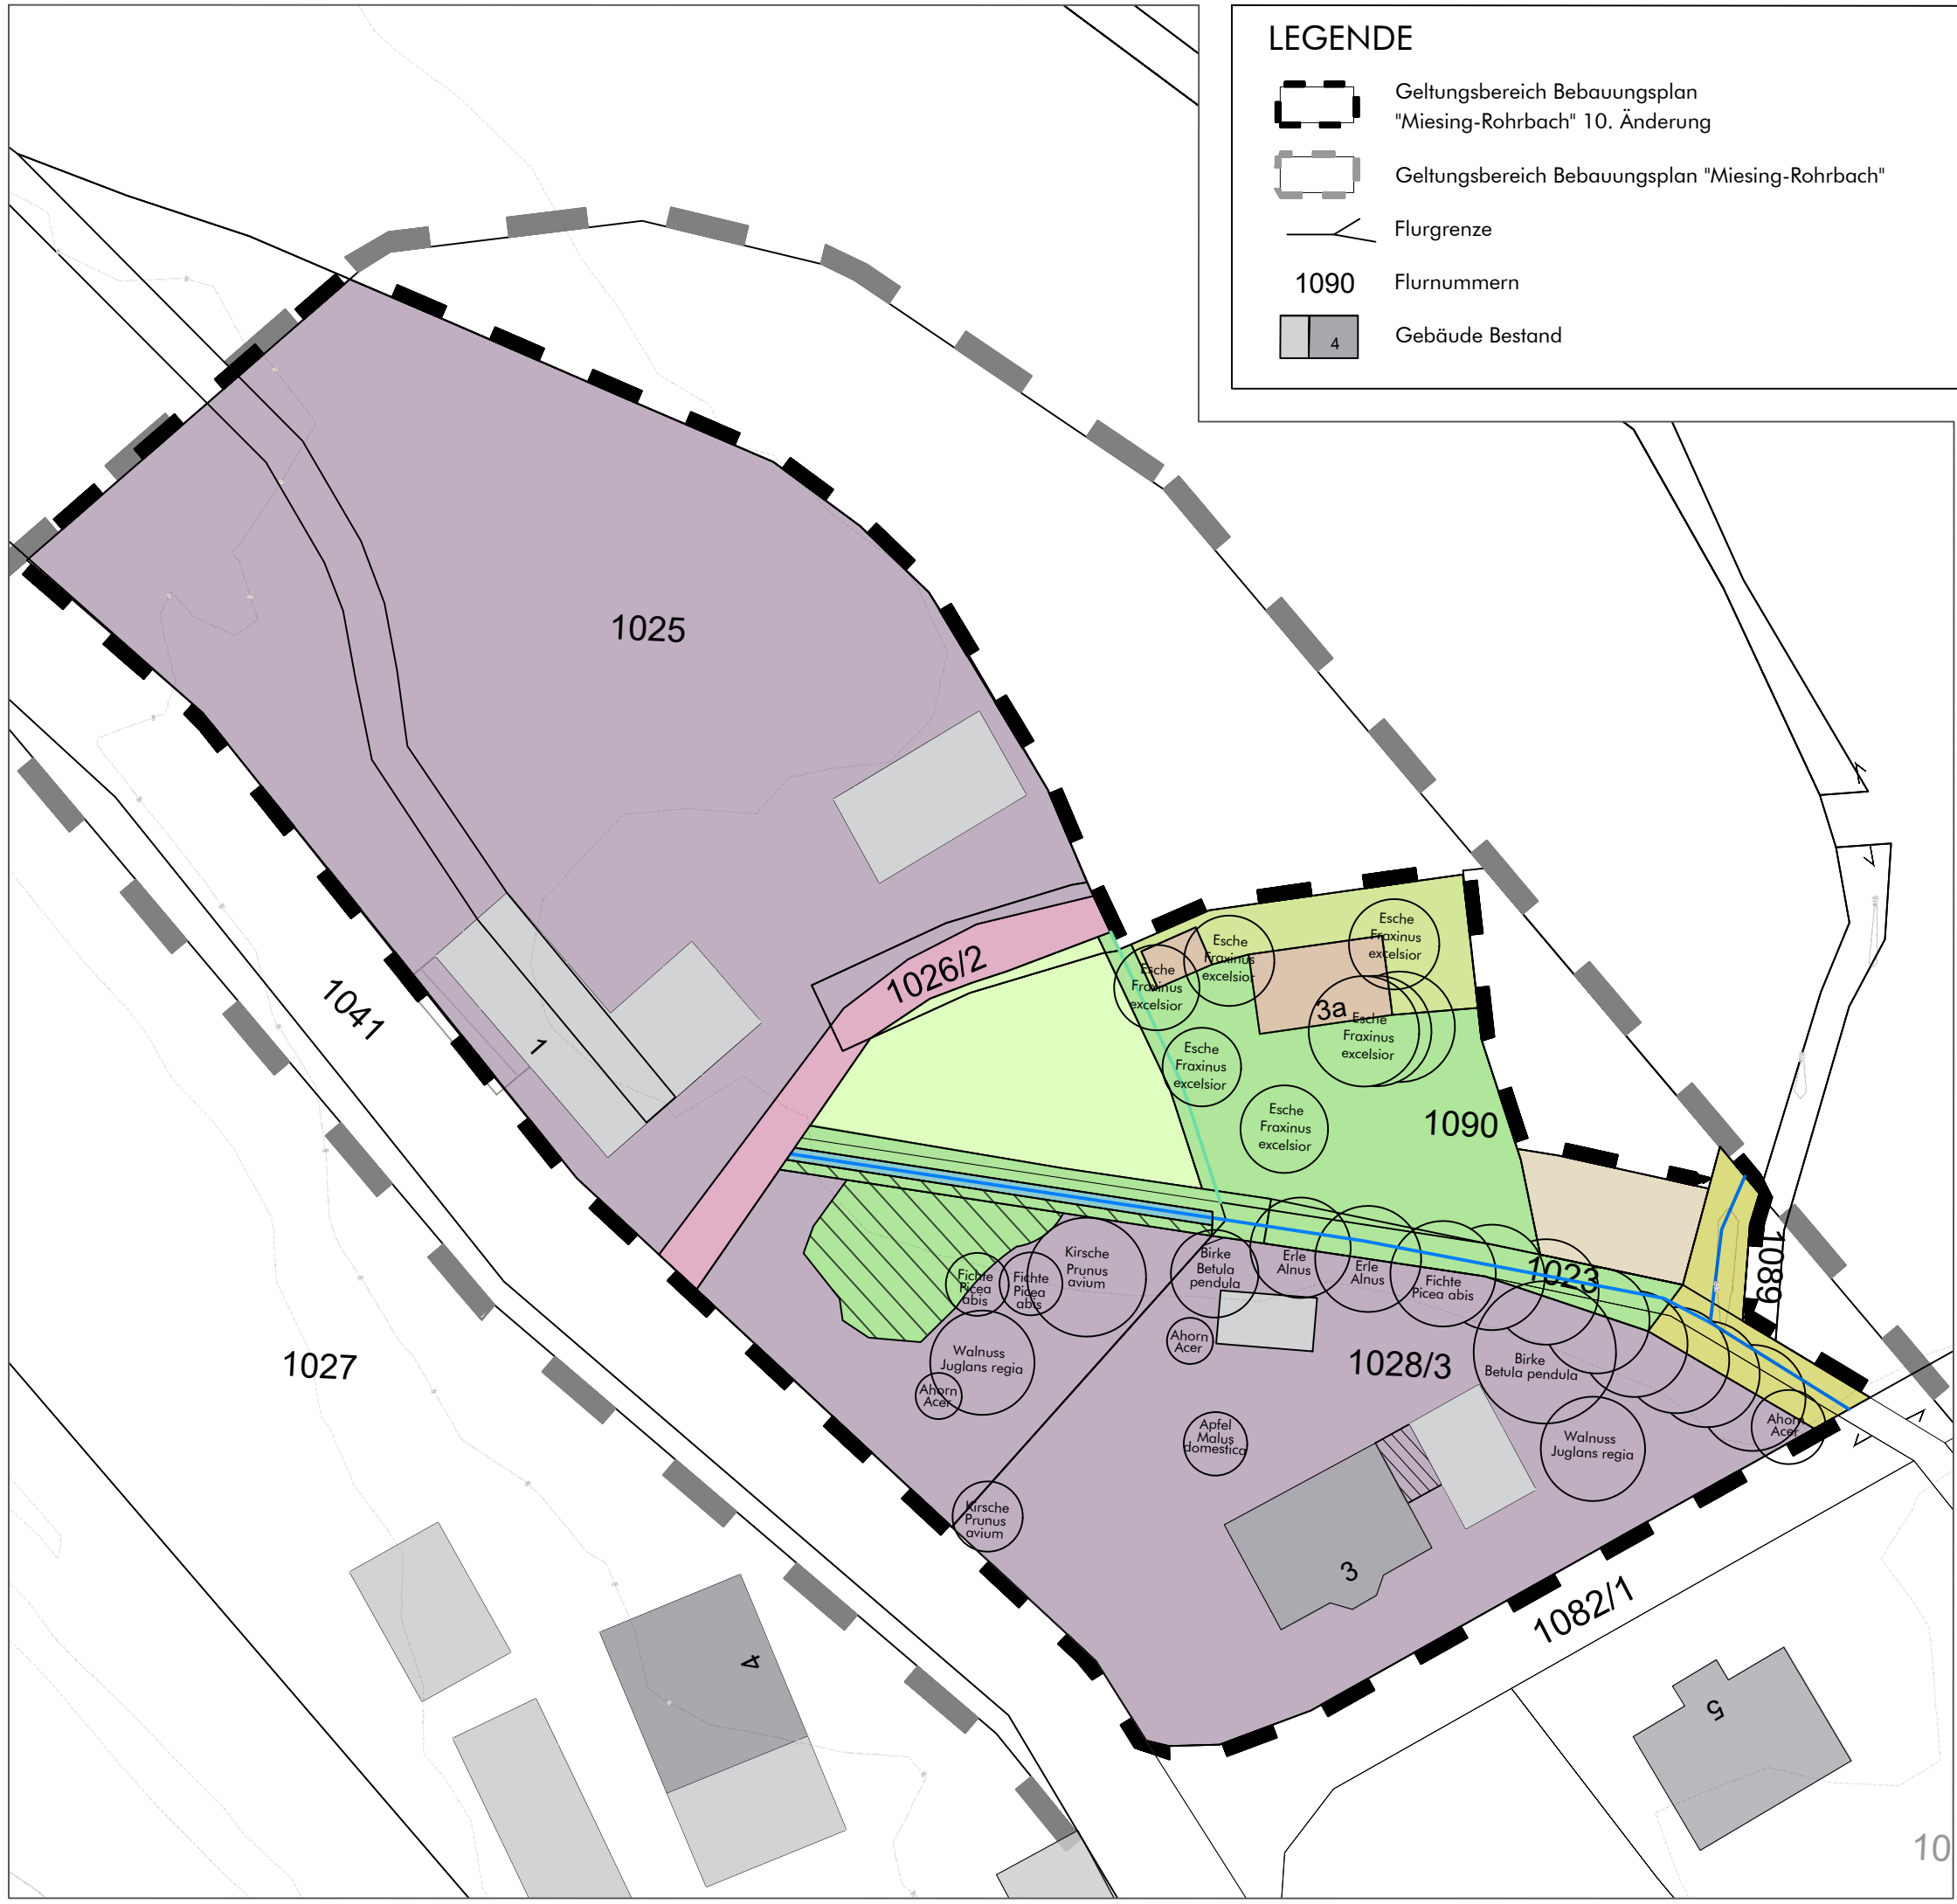 LEGENDE
Geltungsbereich Bebauungsplan
"Miesing-Rohrbach" 10. Änderung
Geltungsbereich Bebauungsplan "Miesing-Rohrbach"
Flurgrenze
1090
Flurnummern
4
Gebäude Bestand
1025
1026/2
1041
1
Esche
Fraxinus
excelsior
Esche
Fraxinus
excelsior
Esche
Fraxinus
excelsior
3a
Esche
Fraxinus
excelsior
Esche
Fraxinus
excelsior
Esche
Fraxinus
excelsior
1090
1089
1023
Kirsche
Prunus
avium
Birke
Betula
pendula
Erle
Alnus
Erle
Alnus
Fichte
Picea abis
Fichte
Picea
abis
Fichte
Picea
abis
Walnuss
Juglans regia
Ahorn
Acer
Ahorn
Acer
1028/3
Birke
Betula pendula
Ahorn
Acer
Apfel
Malus
domestica
Walnuss
Juglans regia
Kirsche
Prunus
avium
1027
3
1082/1
4
5
10